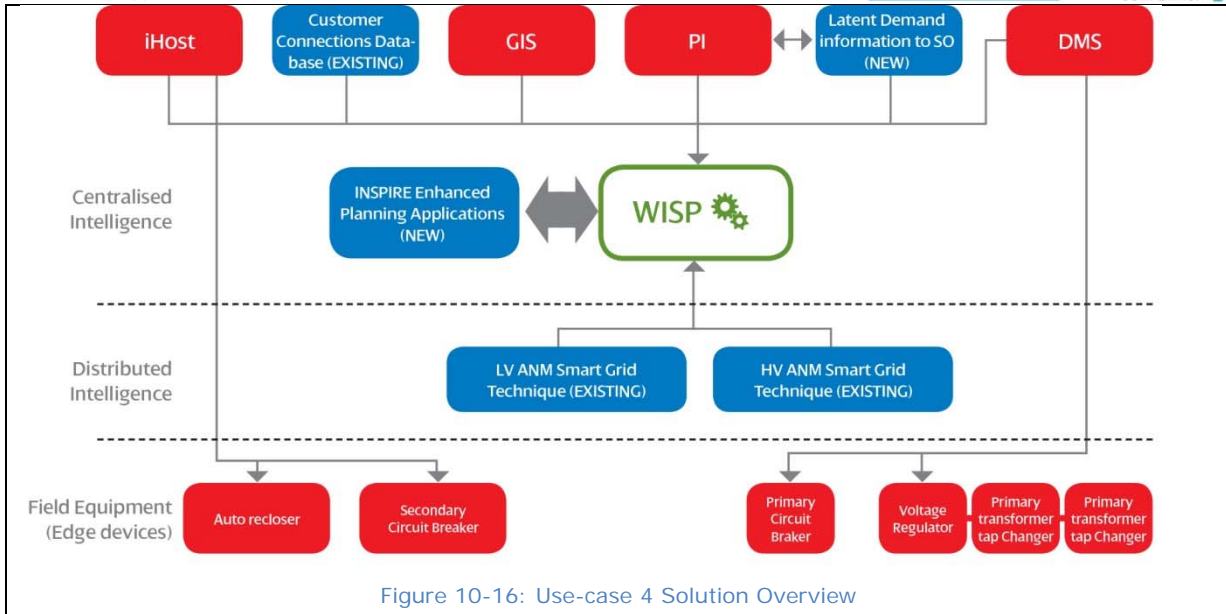 iHost
Customer
Connections Data-
base (EXISTING)
GIS
PI
Latent Demand
information to SO
(NEW)
DMS
Centralised
Intelligence
INSPIRE Enhanced
Planning Applications
(NEW)
WISP
Distributed
Intelligence
LV ANM Smart Grid
Technique (EXISTING)
HV ANM Smart Grid
Technique (EXISTING)
Field Equipment
(Edge devices)
Auto recloser
Secondary
Circuit Breaker
Primary
Circuit
Braker
Voltage
Regulator
Primary
transformer
tap Changer
Primary
transformer
tap Changer
Figure 10-16: Use-case 4 Solution Overview